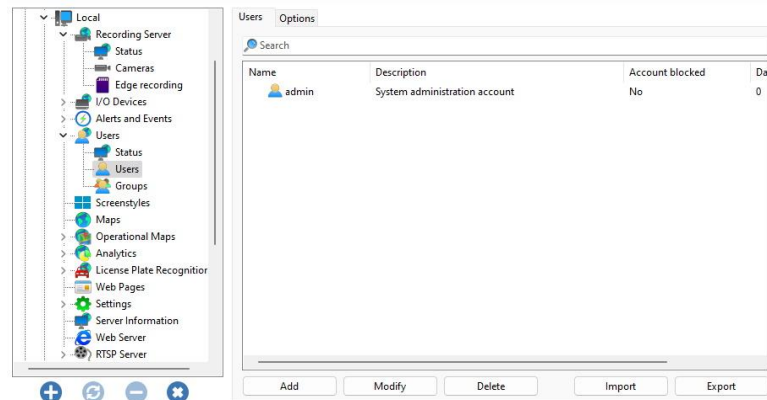 Local
Recording Server
Status
Cameras
Edge recording
I/O Devices
Alerts and Events
Users
Status
Users
Groups
Screenstyles
Maps
Operational Maps
Analytics
License Plate Recognition
Web Pages
Settings
Server Information
Web Server
RTSP Server
Users Options
Search
Name Description Account blocked Da
admin System administration account No 0
Add Modify Delete Import Export